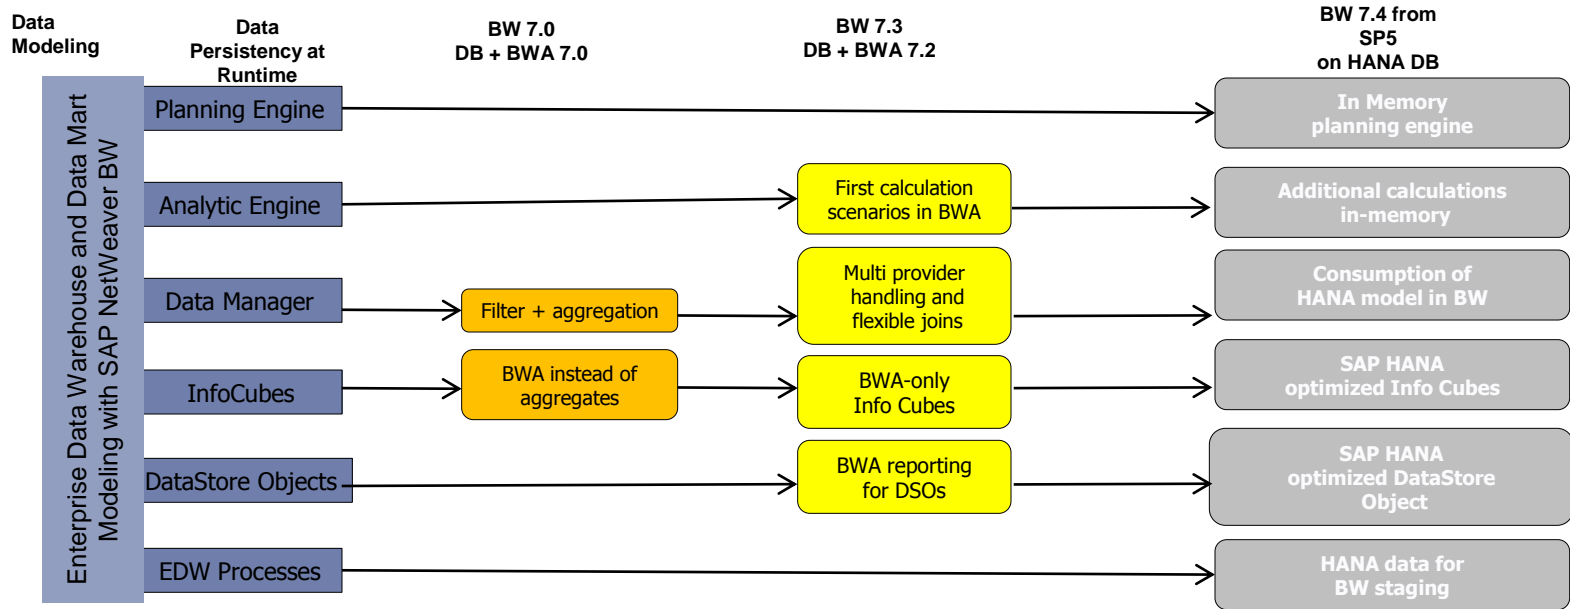 Data
Modeling
Data
Persistency at
Runtime
BW 7.0
DB + BWA 7.0
BW 7.3
DB + BWA 7.2
BW 7.4 from
SP5
on HANA DB
Enterprise Data Warehouse and Data Mart
Modeling with SAP NetWeaver BW
Planning Engine
In Memory
planning engine
Analytic Engine
First calculation
scenarios in BWA
Additional calculations
in-memory
Data Manager
Filter + aggregation
Multi provider
handling and
flexible joins
Consumption of
HANA model in BW
InfoCubes
BWA instead of
aggregates
BWA-only
Info Cubes
SAP HANA
optimized Info Cubes
DataStore Objects
BWA reporting
for DSOs
SAP HANA
optimized DataStore
Object
EDW Processes
HANA data for
BW staging